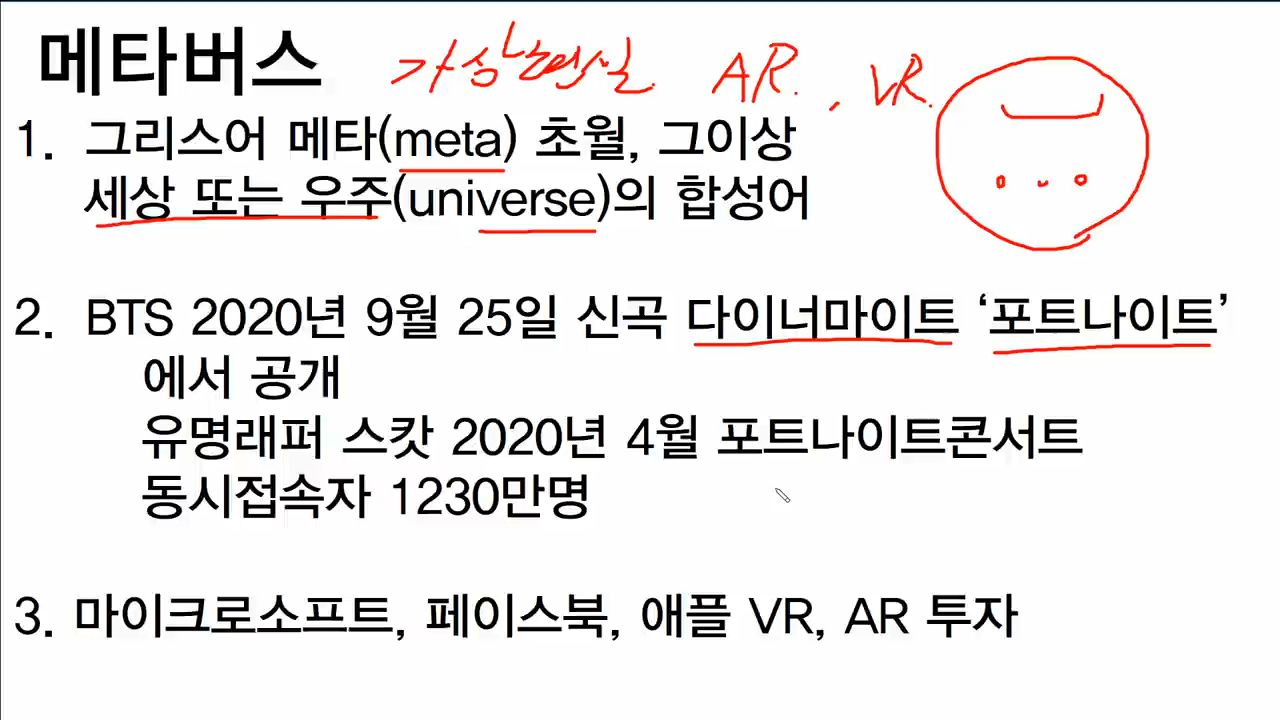 메타버스 가상현실 AR. , VR.
1. 그리스어 메타(meta) 초월, 그이상
세상 또는 우주(universe)의 합성어
2. BTS 2020년 9월 25일 신곡 다이너마이트 ‘포트나이트’
에서 공개
유명래퍼 스캇 2020년 4월 포트나이트콘서트
동시접속자 1230만명
3. 마이크로소프트, 페이스북, 애플 VR, AR 투자